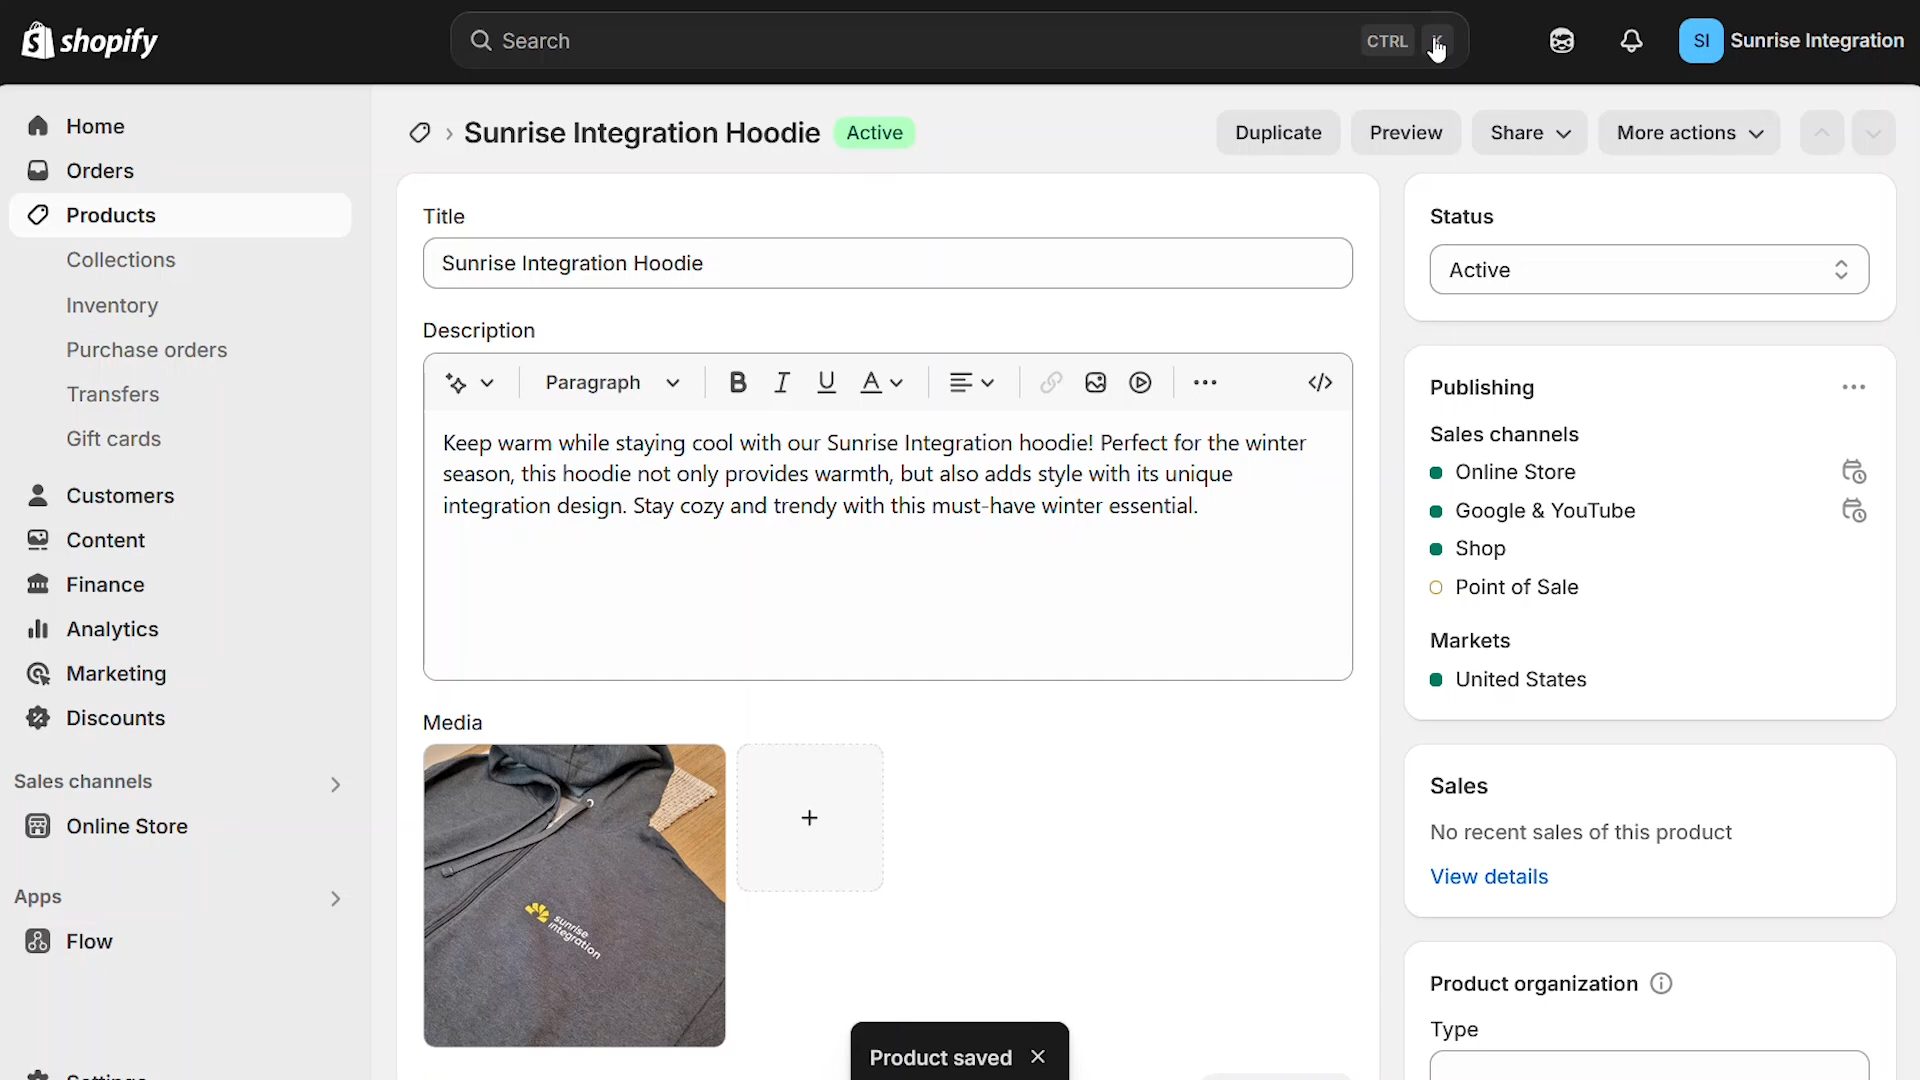 shopify
Search
CTRL K
SI
Sunrise Integration
Home
Orders
Products
Collections
Inventory
Purchase orders
Transfers
Gift cards
Customers
Content
Finance
Analytics
Marketing
Discounts
Sales channels
Online Store
Apps
Flow
Settings
Sunrise Integration Hoodie
Active
Duplicate
Preview
Share
More actions
Title
Sunrise Integration Hoodie
Description
Paragraph
B I U A
Keep warm while staying cool with our Sunrise Integration hoodie! Perfect for the winter
season, this hoodie not only provides warmth, but also adds style with its unique
integration design. Stay cozy and trendy with this must-have winter essential.
Media
sunrise
integration
Product saved
Status
Active
Publishing
Sales channels
Online Store
Google & YouTube
Shop
Point of Sale
Markets
United States
Sales
No recent sales of this product
View details
Product organization
Type